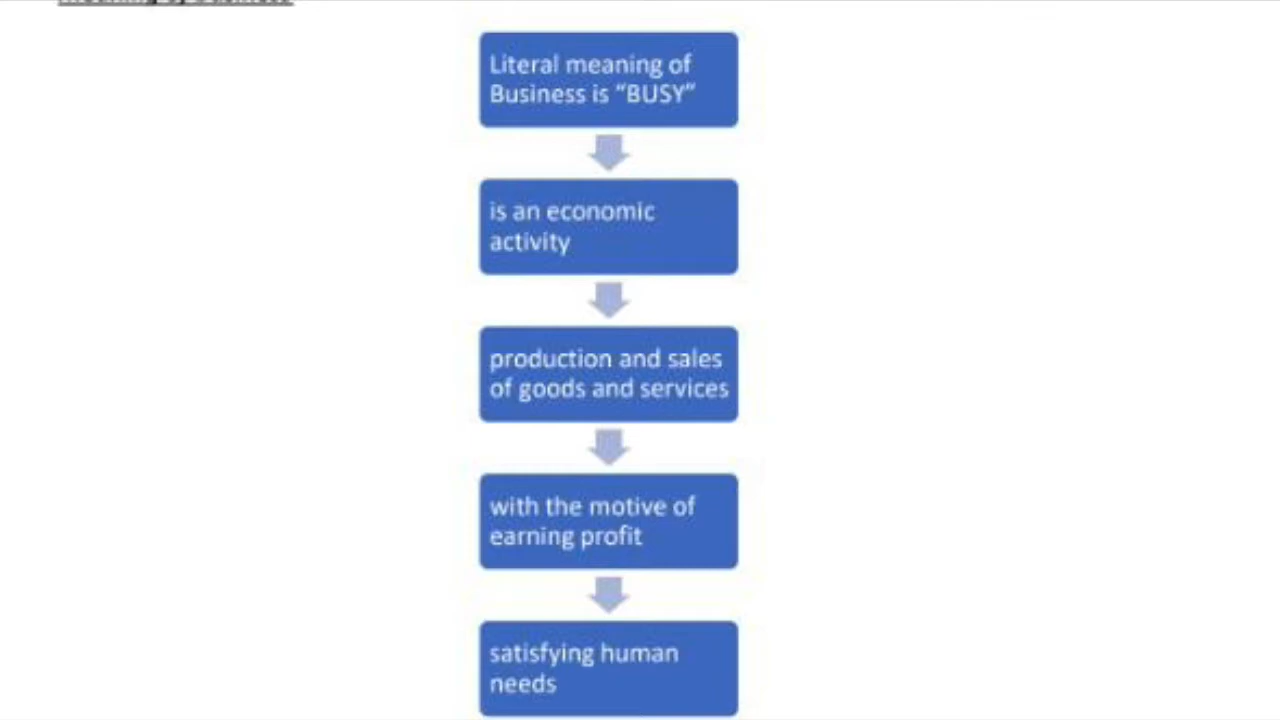 Literal meaning of
Business is “BUSY”
is an economic
activity
production and sales
of goods and services
with the motive of
earning profit
satisfying human
needs